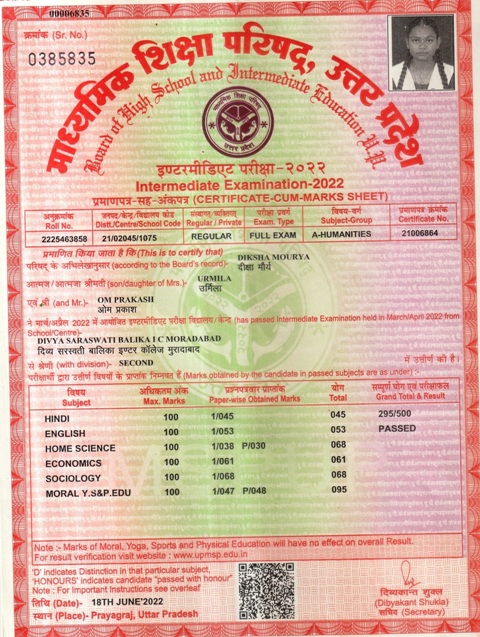 00006835
क्रमांक (Sr. No.)
0385835
माध्यमिक शिक्षा परिषद, उत्तर प्रदेश
Board of High School and Intermediate Education U.P.
उत्तर प्रदेश
इण्टरमीडिएट परीक्षा-२०२२
Intermediate Examination-2022
प्रमाणपत्र-सह-अंकपत्र (CERTIFICATE-CUM-MARKS SHEET)
अनुक्रमांक जनपद/केन्द्र/विद्यालय कोड संस्थागत/व्यक्तिगत परीक्षा प्रवर्ग विषय-वर्ग प्रमाणपत्र क्रमांक
Roll No. Distt./Centre/School Code Regular / Private Exam. Type Subject-Group Certificate No.
2225463858 21/02045/1075 REGULAR FULL EXAM A-HUMANITIES 21006864
प्रमाणित किया जाता है कि(This is to certify that) DIKSHA MOURYA
परिषद के अभिलेखानुसार (according to the Board's record)- दीक्षा मौर्य
आत्मज/आत्मजा श्रीमती (son/daughter of Mrs.)- URMILA
उर्मिला
एवं श्री (and Mr.)- OM PRAKASH
ओम प्रकाश
ने मार्च/अप्रैल 2022 में आयोजित इण्टरमीडिएट परीक्षा विद्यालय/केन्द्र (has passed Intermediate Examination held in March/April 2022 from
School/Centre)-
DIVYA SARASWATI BALIKA I C MORADABAD
दिव्य सरस्वती बालिका इण्टर कॉलेज मुरादाबाद
से श्रेणी (with division)- SECOND में उत्तीर्ण की है।
परीक्षार्थी द्वारा उत्तीर्ण विषयों के प्राप्तांक निम्नवत हैं (Marks obtained by the candidate in passed subjects are as under) :-
विषय अधिकतम अंक प्रश्नपत्रवार प्राप्तांक योग सम्पूर्ण योग एवं परीक्षाफल
Subject Max. Marks Paper-wise Obtained Marks Total Grand Total & Result
HINDI 100 1/045 045 295/500
ENGLISH 100 1/053 053 PASSED
HOME SCIENCE 100 1/038 P/030 068
ECONOMICS 100 1/061 061
SOCIOLOGY 100 1/068 068
MORAL Y.S&P.EDU 100 1/047 P/048 095
Note :- Marks of Moral, Yoga, Sports and Physical Education will have no effect on overall Result.
For result verification visit website : www.upmsp.edu.in
'D' indicates Distinction in that particular subject,
'HONOURS' indicates candidate "passed with honour"
Note : For Important Instructions see overleaf
तिथि (Date)- 18TH JUNE'2022
स्थान (Place)- Prayagraj, Uttar Pradesh
दिब्यकान्त शुक्ल
(Dibyakant Shukla)
सचिव (Secretary)